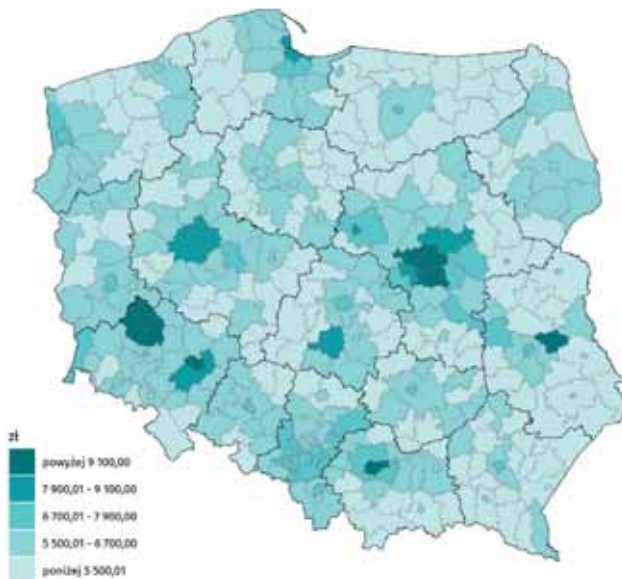 zł
powyżej 9 100,00
7 900,01 - 9 100,00
6 700,01 - 7 900,00
5 500,01 - 6 700,00
poniżej 5 500,01